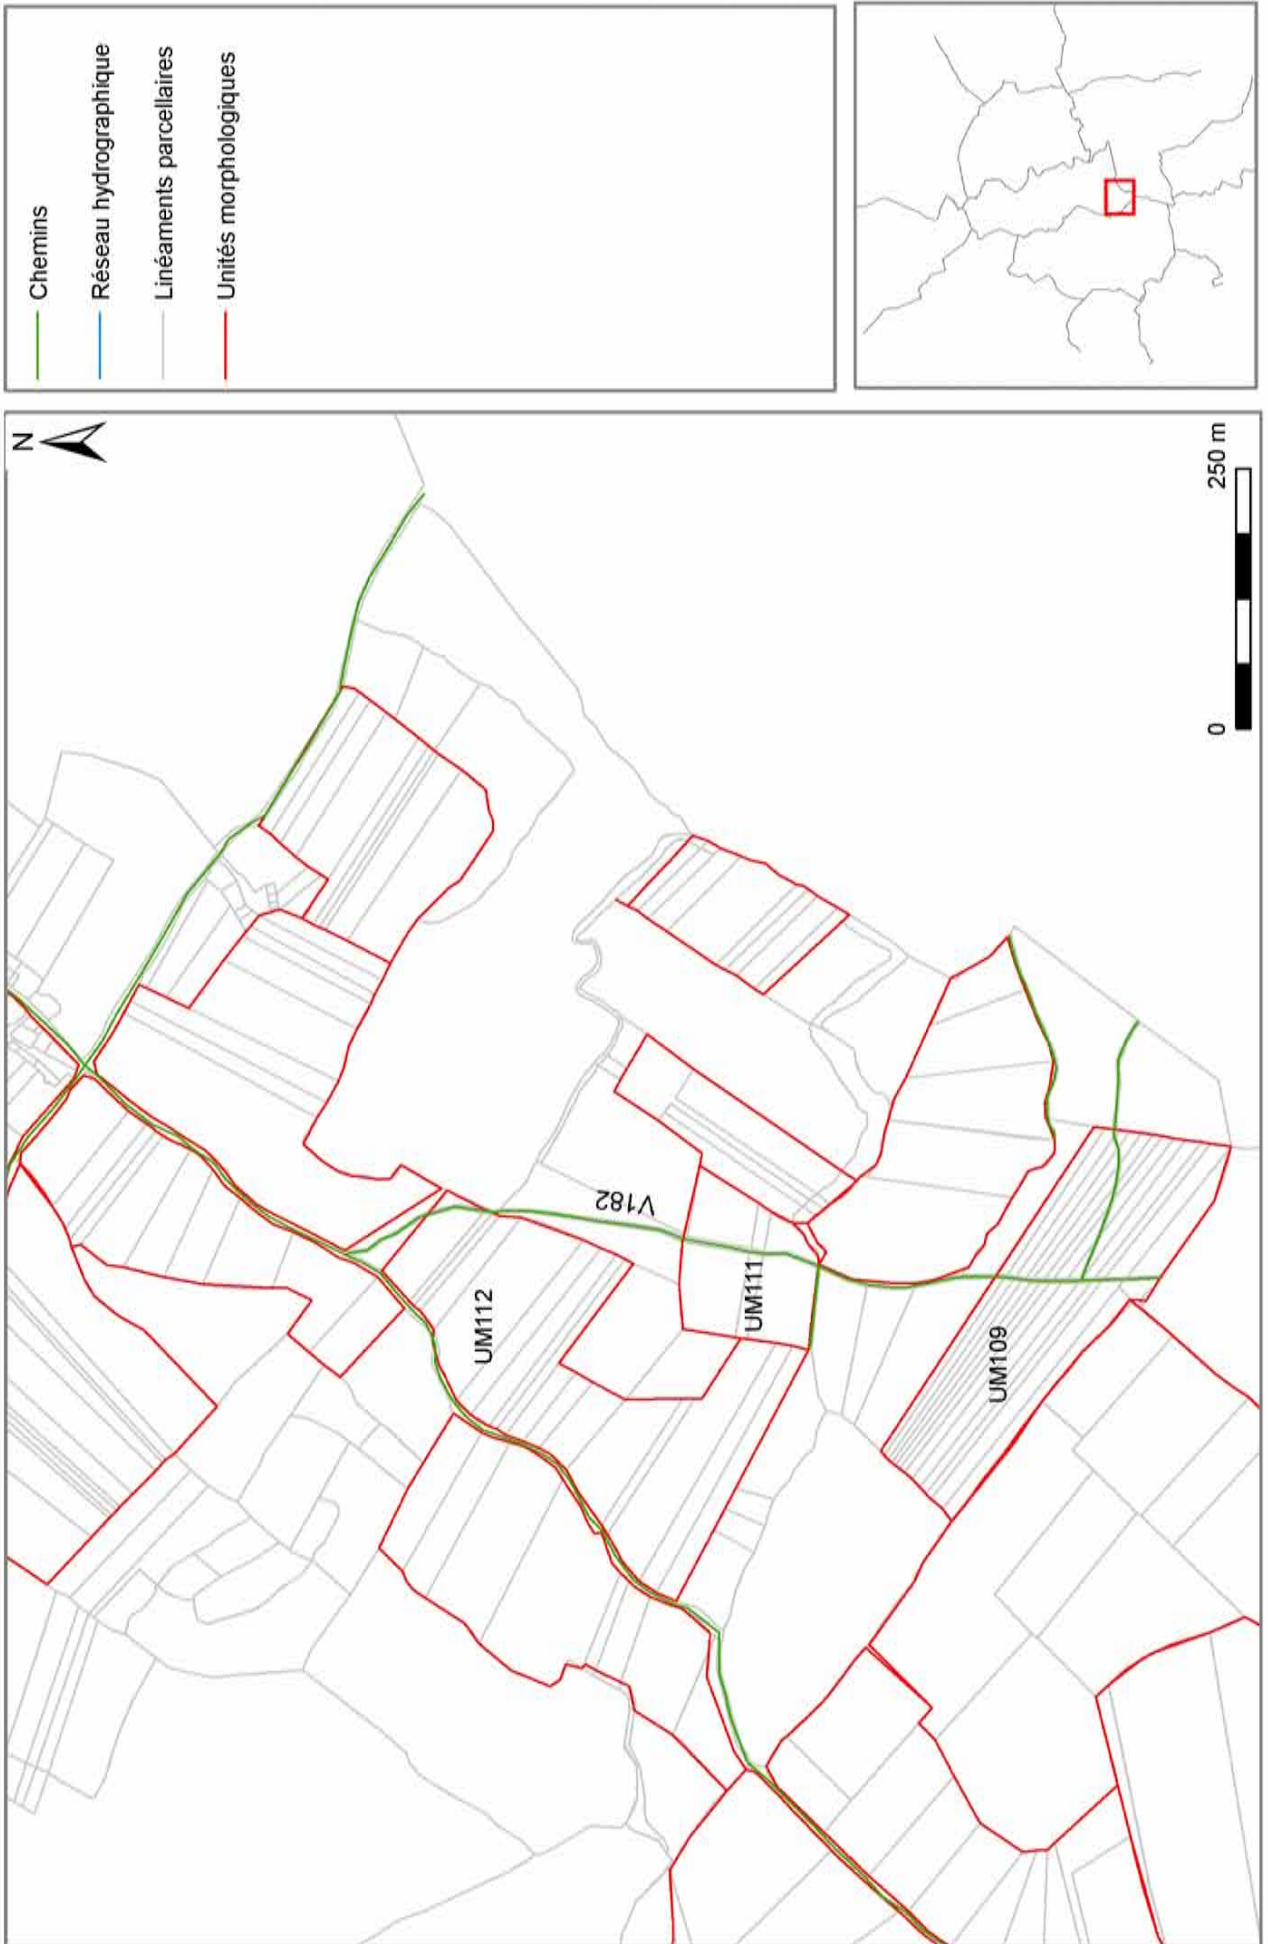 Chemins
Réseau hydrographique
Linéaments parcellaires
Unités morphologiques
N
V182
UM112
UM111
UM109
0 250 m